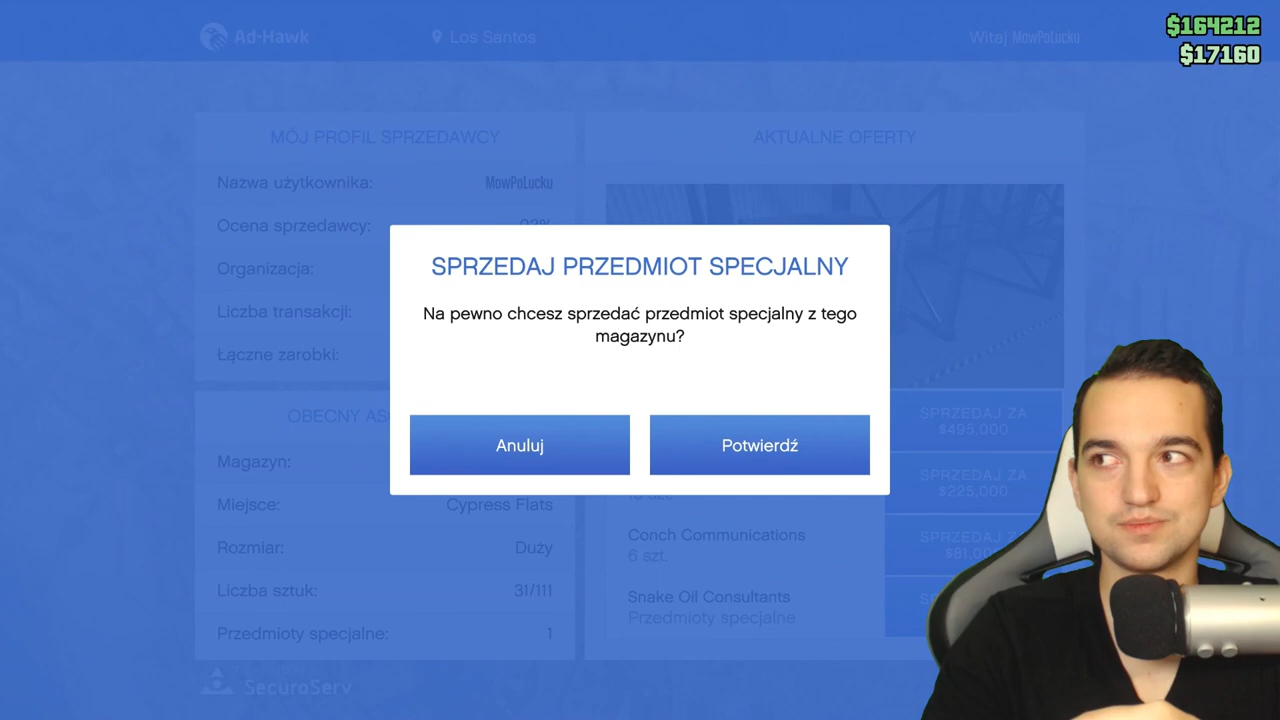 Ad-Hawk
Los Santos
Witaj MowPoLucku
$164212
$17160
MÓJ PROFIL SPRZEDAWCY
Nazwa użytkownika: MowPoLucku
Ocena sprzedawcy:
Organizacja:
Liczba transakcji:
Łączne zarobki:
AKTUALNE OFERTY
SPRZEDAJ PRZEDMIOT SPECJALNY
Na pewno chcesz sprzedać przedmiot specjalny z tego
magazynu?
Anuluj
Potwierdź
OBECNY
Magazyn:
Miejsce: Cypress Flats
Rozmiar: Duży
Liczba sztuk: 31/111
Przedmioty specjalne: 1
SPRZEDAJ ZA
$495,000
SPRZEDAJ ZA
$225,000
Conch Communications
6 szt.
Snake Oil Consultants
Przedmioty specjalne
SecuroServ